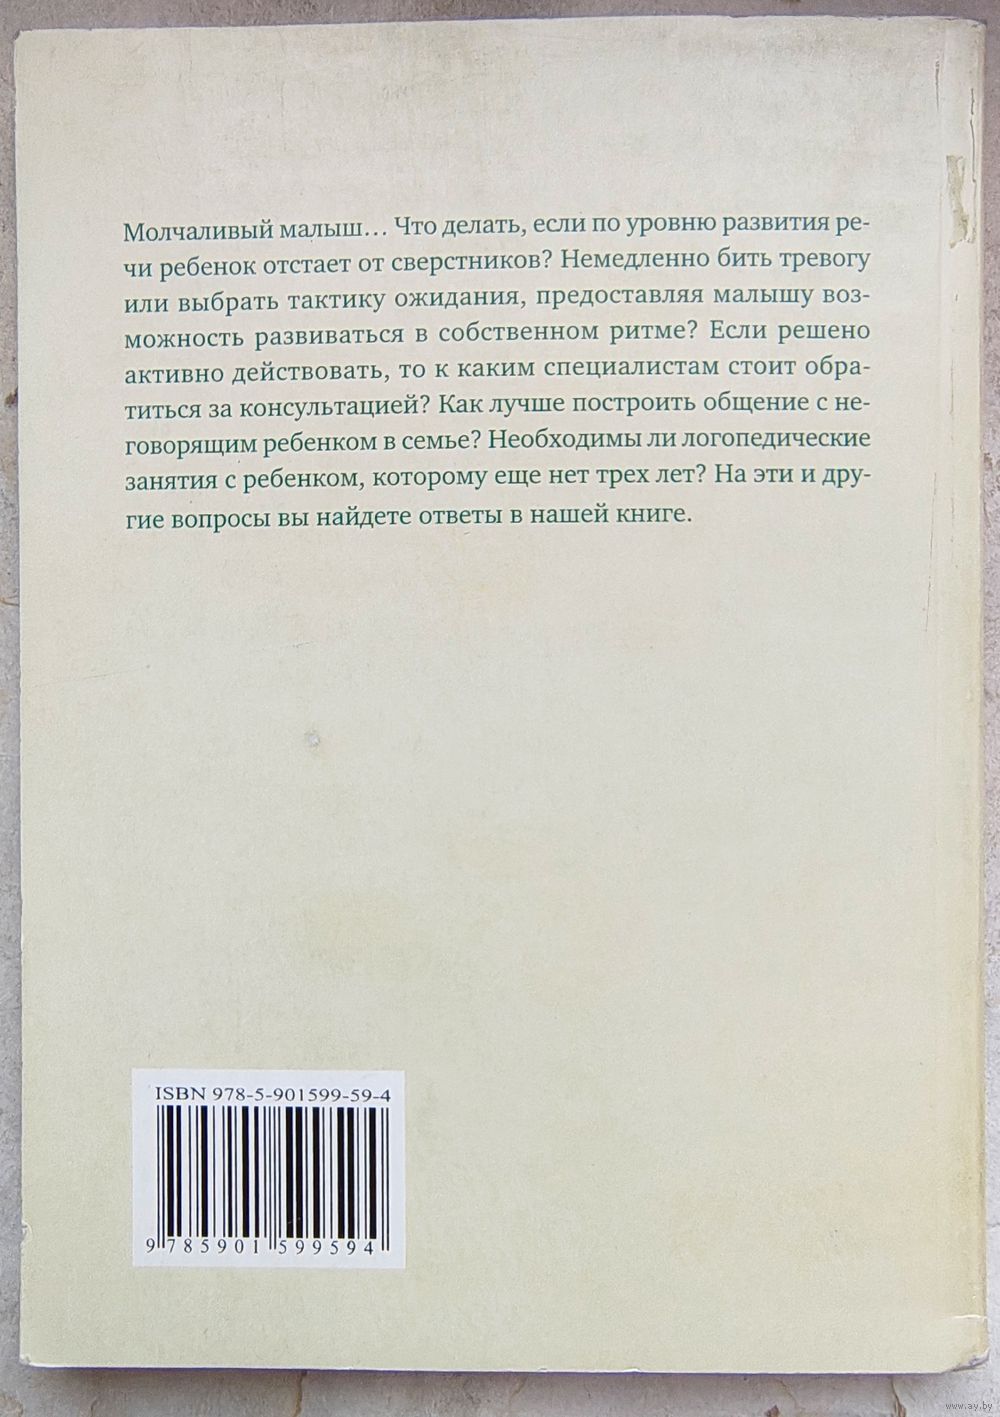 Молчаливый малыш... Что делать, если по уровню развития ре-
чи ребенок отстает от сверстников? Немедленно бить тревогу
или выбрать тактику ожидания, предоставляя малышу воз-
можность развиваться в собственном ритме? Если решено
активно действовать, то к каким специалистам стоит обра-
титься за консультацией? Как лучше построить общение с не-
говорящим ребенком в семье? Необходимы ли логопедические
занятия с ребенком, которому еще нет трех лет? На эти и дру-
гие вопросы вы найдете ответы в нашей книге.
ISBN 978-5-901599-59-4
9 785901 599594
www.ay.by